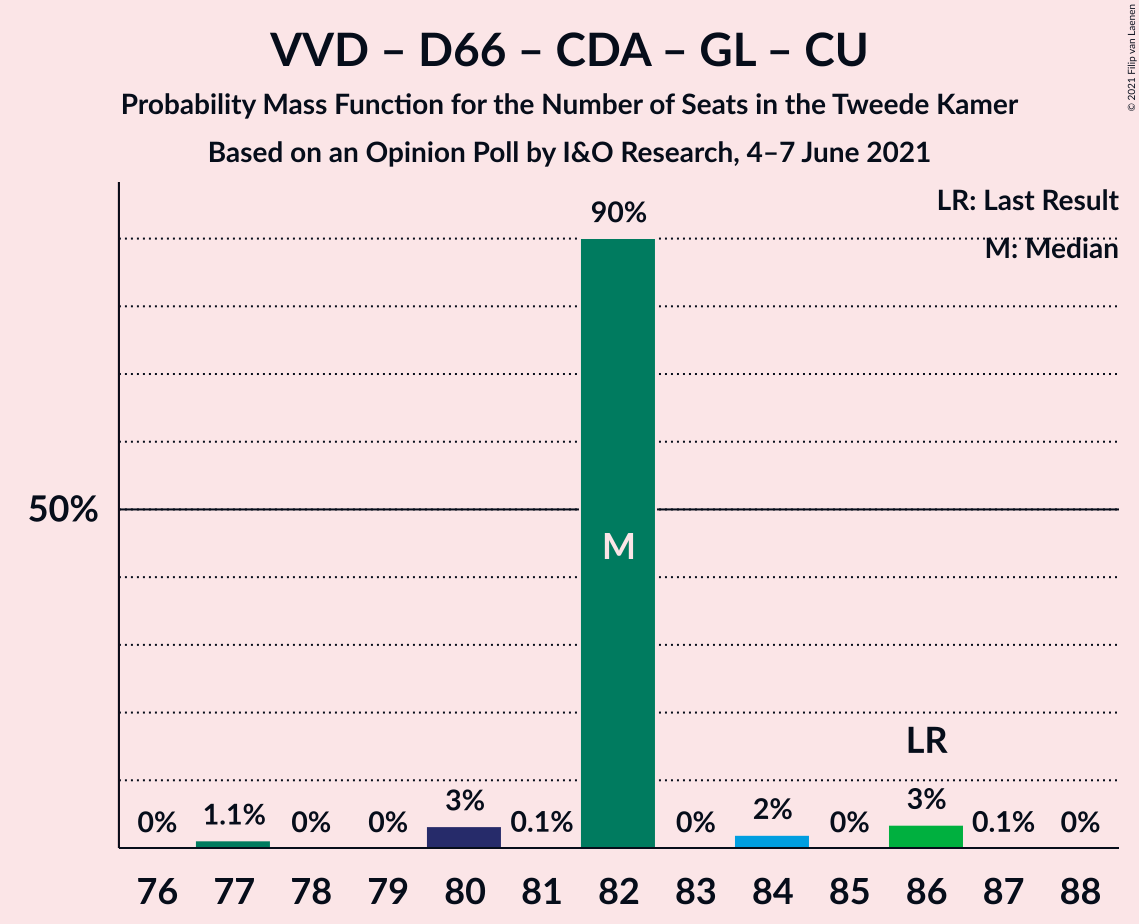 VVD – D66 – CDA – GL – CU
Probability Mass Function for the Number of Seats in the Tweede Kamer
Based on an Opinion Poll by I&O Research, 4–7 June 2021
© 2021 Filip van Laenen
LR: Last Result
M: Median
90%
50%
M
LR
0% 1.1% 0% 0% 3% 0.1% 0% 2% 0% 3% 0.1% 0%
76 77 78 79 80 81 82 83 84 85 86 87 88